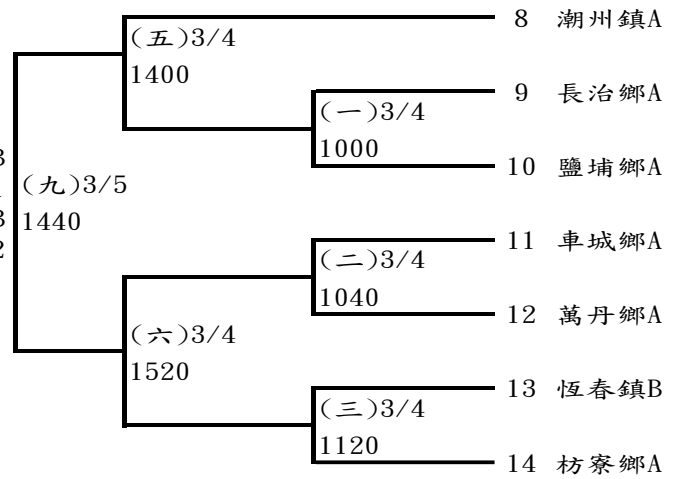 8 潮州鎮A
(五)3/4
1400
9 長治鄉A
(一)3/4
1000
10 鹽埔鄉A
(九)3/5
1440
11 車城鄉A
(二)3/4
1040
12 萬丹鄉A
(六)3/4
1520
13 恆春鎮B
(三)3/4
1120
14 枋寮鄉A